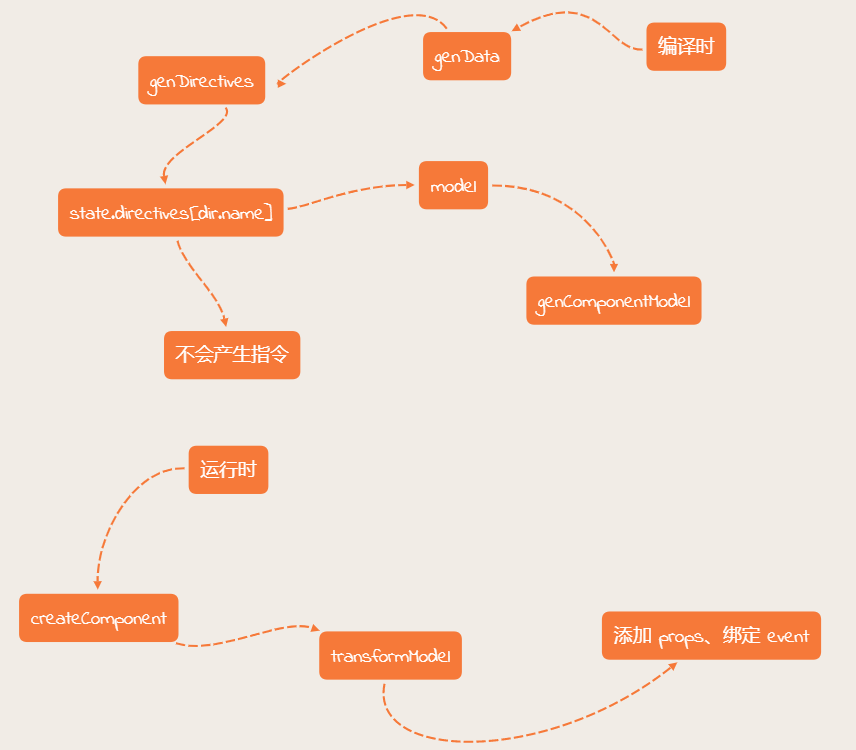 编译时
genData
genDirectives
state.directives[dir.name]
model
genComponentModel
不会产生指令
运行时
createComponent
transformModel
添加 props、绑定 event